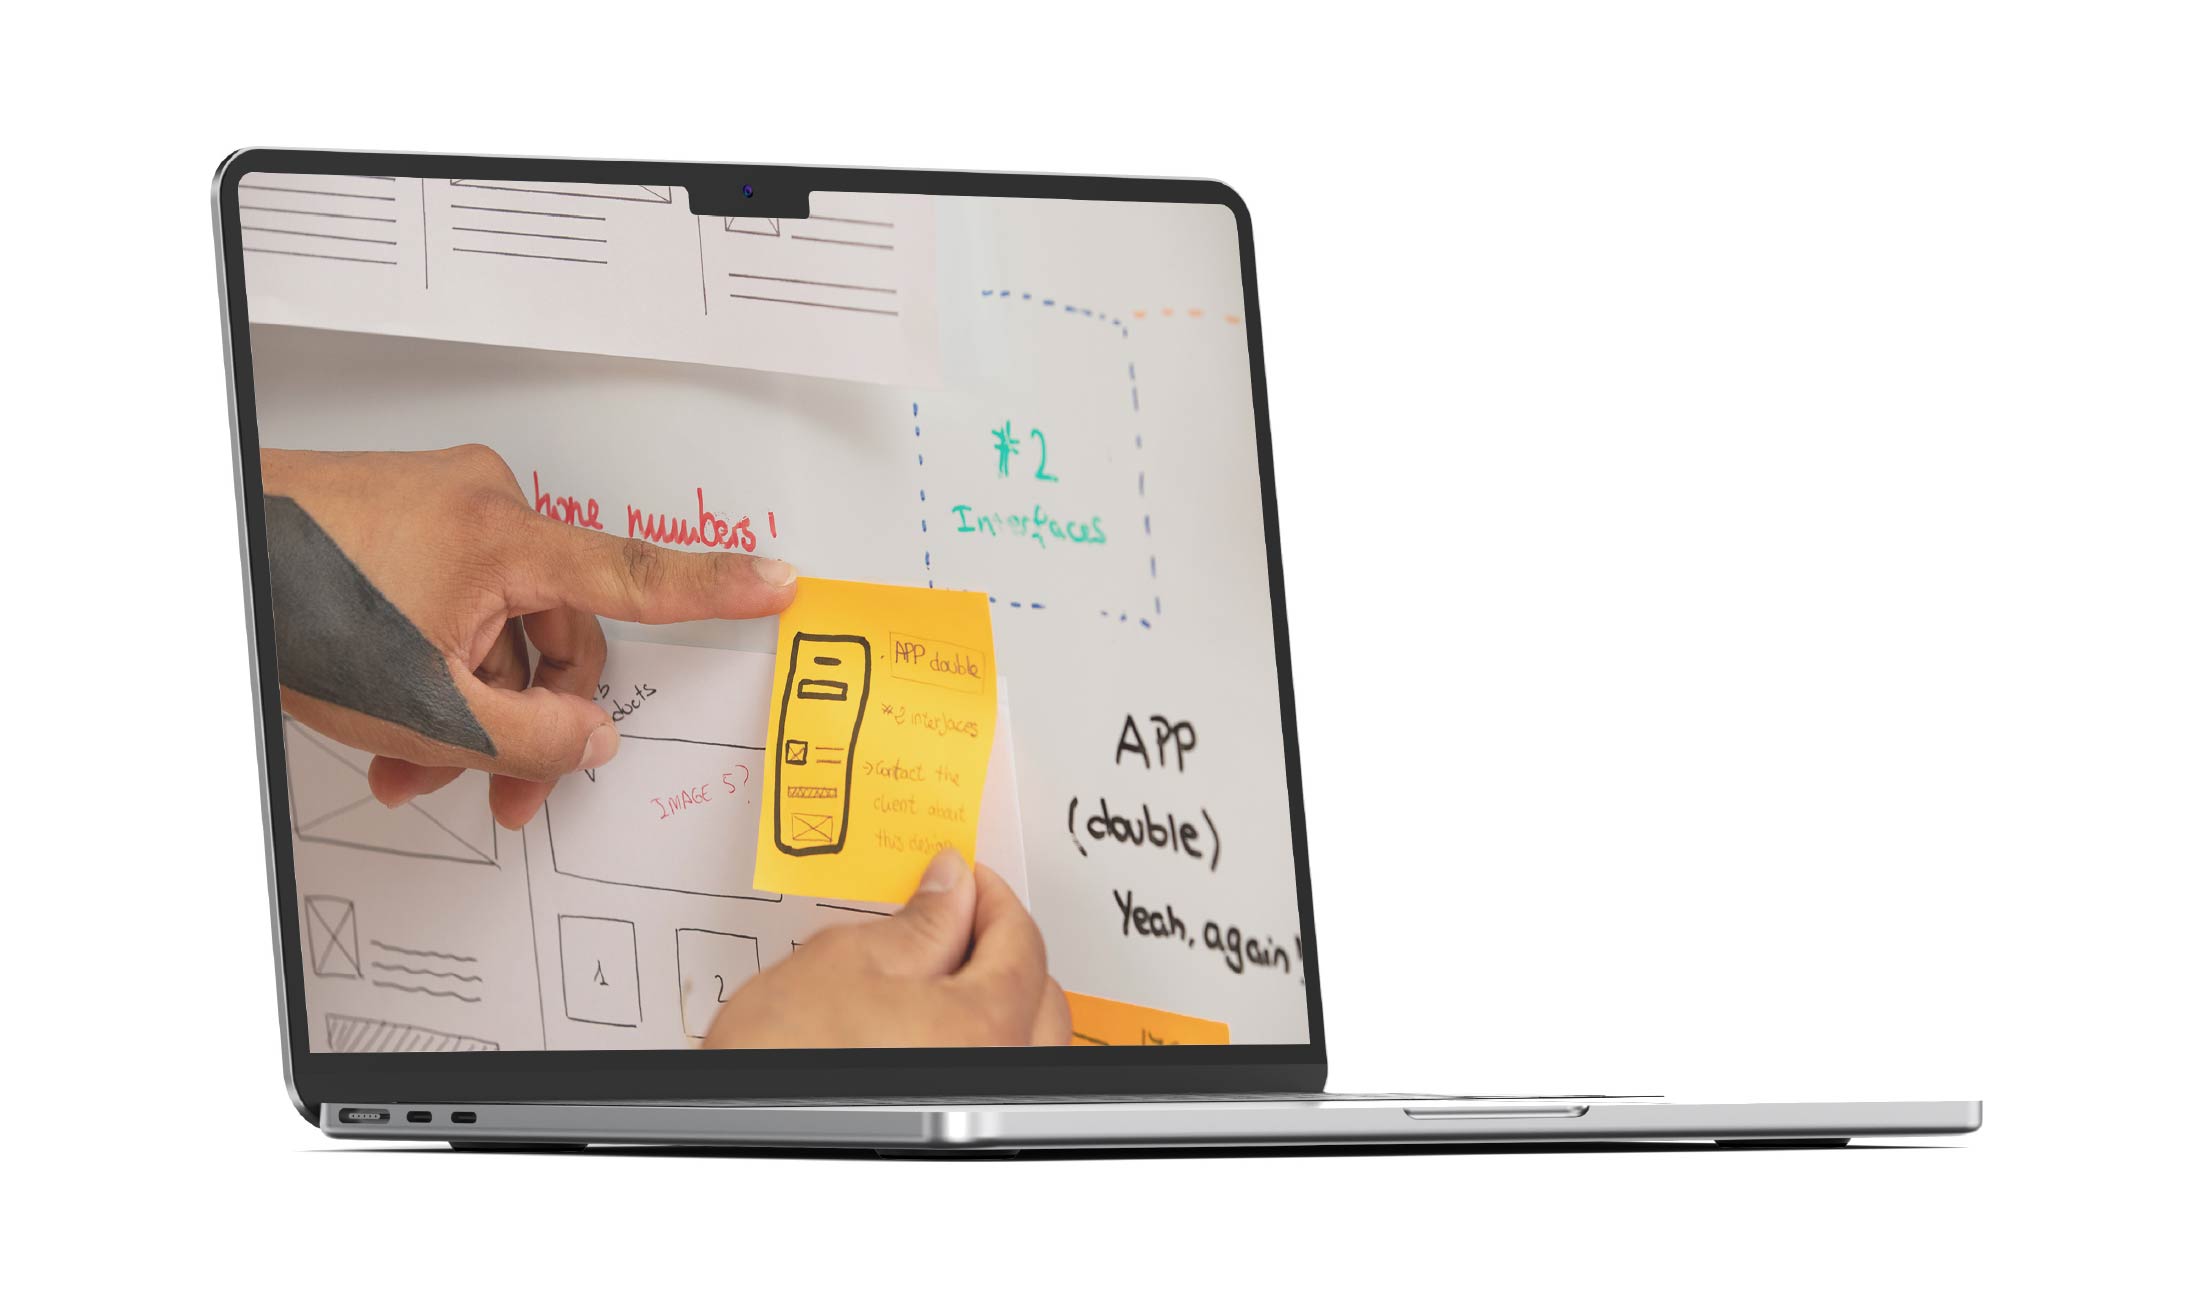 #2
Interfaces
hone numbers!
APP double
#2 interfaces
→Contact the
client about
this design
ducts
IMAGE 5?
APP
(double)
Yeah, again!
1
2